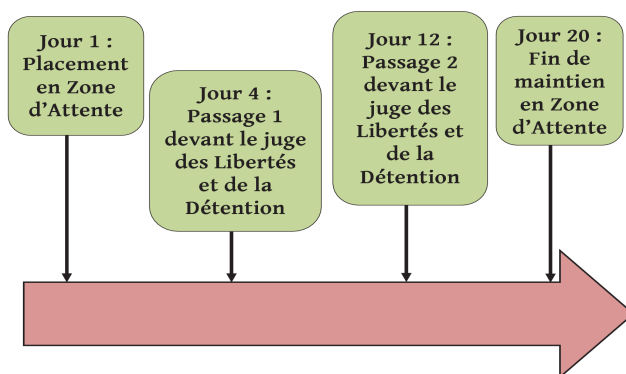 Jour 1 :
Placement
en Zone
d’Attente
Jour 4 :
Passage 1
devant le juge
des Libertés
et de la
Détention
Jour 12 :
Passage 2
devant le
juge des
Libertés et
de la
Détention
Jour 20 :
Fin de
maintien
en Zone
d’Attente